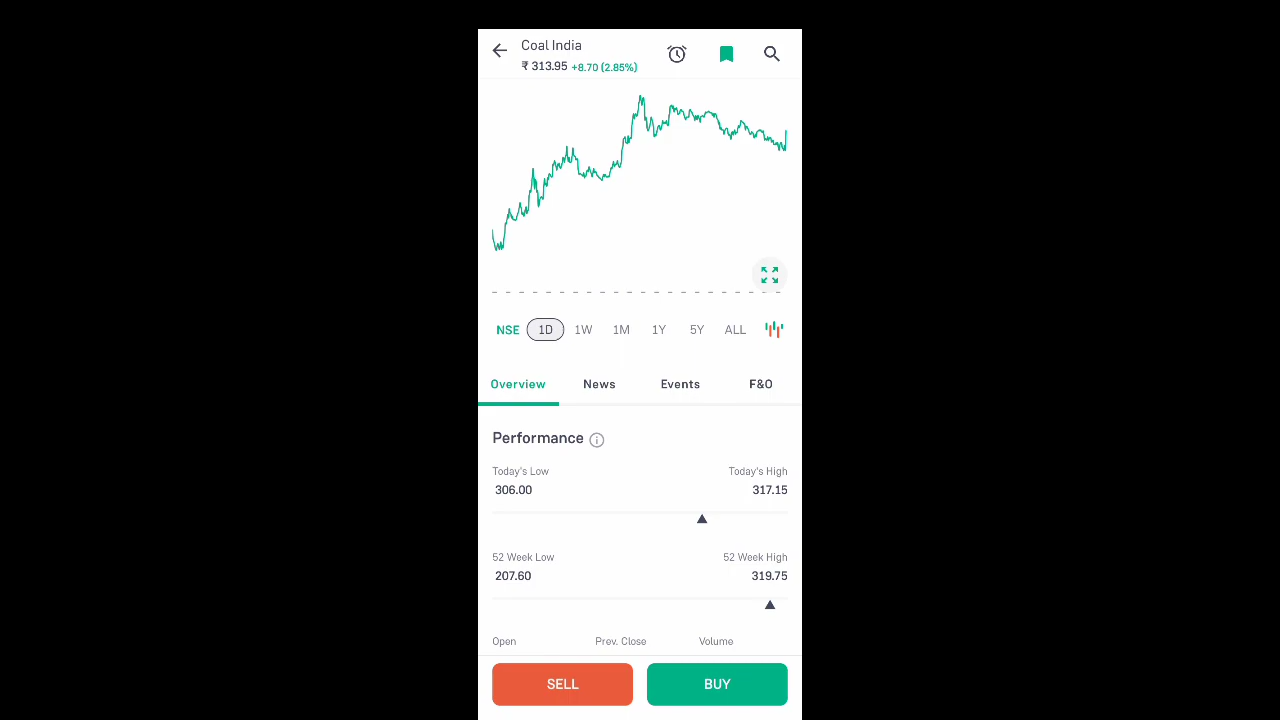 Coal India
₹ 313.95 +8.70 (2.85%)
NSE 1D 1W 1M 1Y 5Y ALL
Overview News Events F&O
Performance
Today's Low Today's High
306.00 317.15
52 Week Low 52 Week High
207.60 319.75
Open Prev. Close Volume
SELL BUY